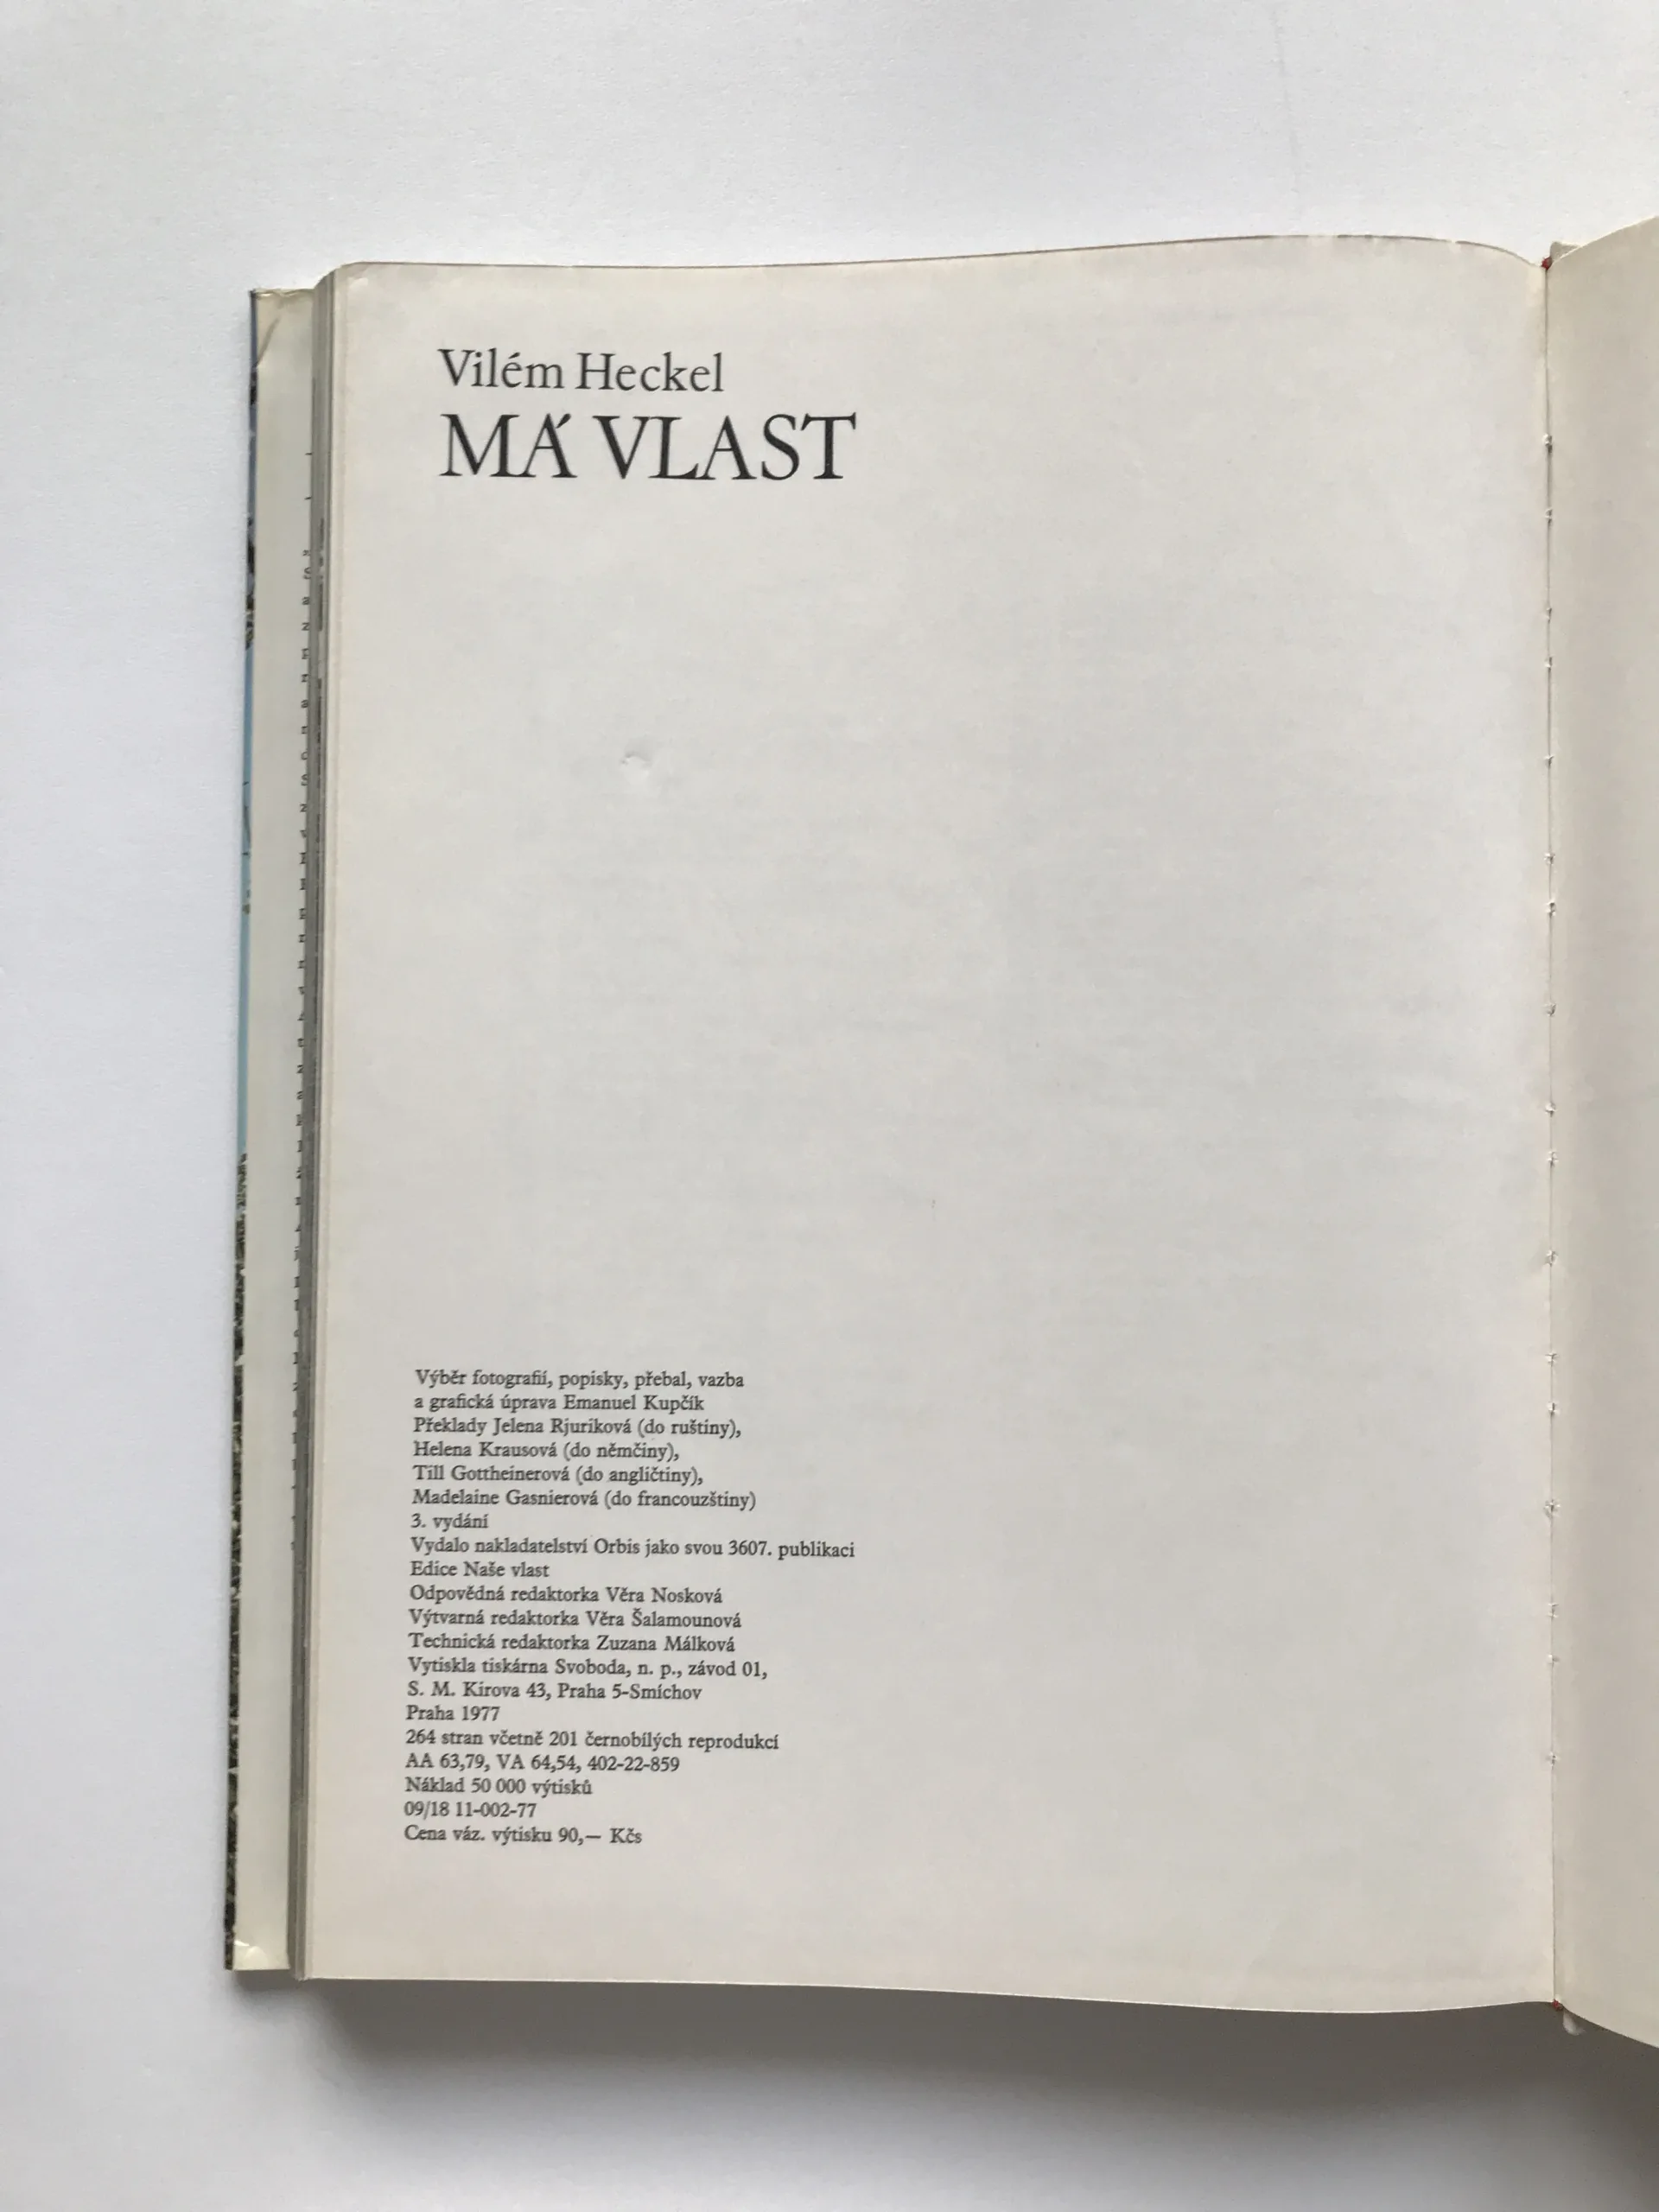 Vilém Heckel
MÁ VLAST
Výběr fotografií, popisky, přebal, vazba
a grafická úprava Emanuel Kupčík
Překlady Jelena Rjuriková (do ruštiny),
Helena Krausová (do němčiny),
Till Gottheinerová (do angličtiny),
Madelaine Gasnierová (do francouzštiny)
3. vydání
Vydalo nakladatelství Orbis jako svou 3607. publikaci
Edice Naše vlast
Odpovědná redaktorka Věra Nosková
Výtvarná redaktorka Věra Šalamounová
Technická redaktorka Zuzana Málková
Vytiskla tiskárna Svoboda, n. p., závod 01,
S. M. Kirova 43, Praha 5-Smíchov
Praha 1977
264 stran včetně 201 černobílých reprodukcí
AA 63,79, VA 64,54, 402-22-859
Náklad 50 000 výtisků
09/18 11-002-77
Cena váz. výtisku 90,— Kčs